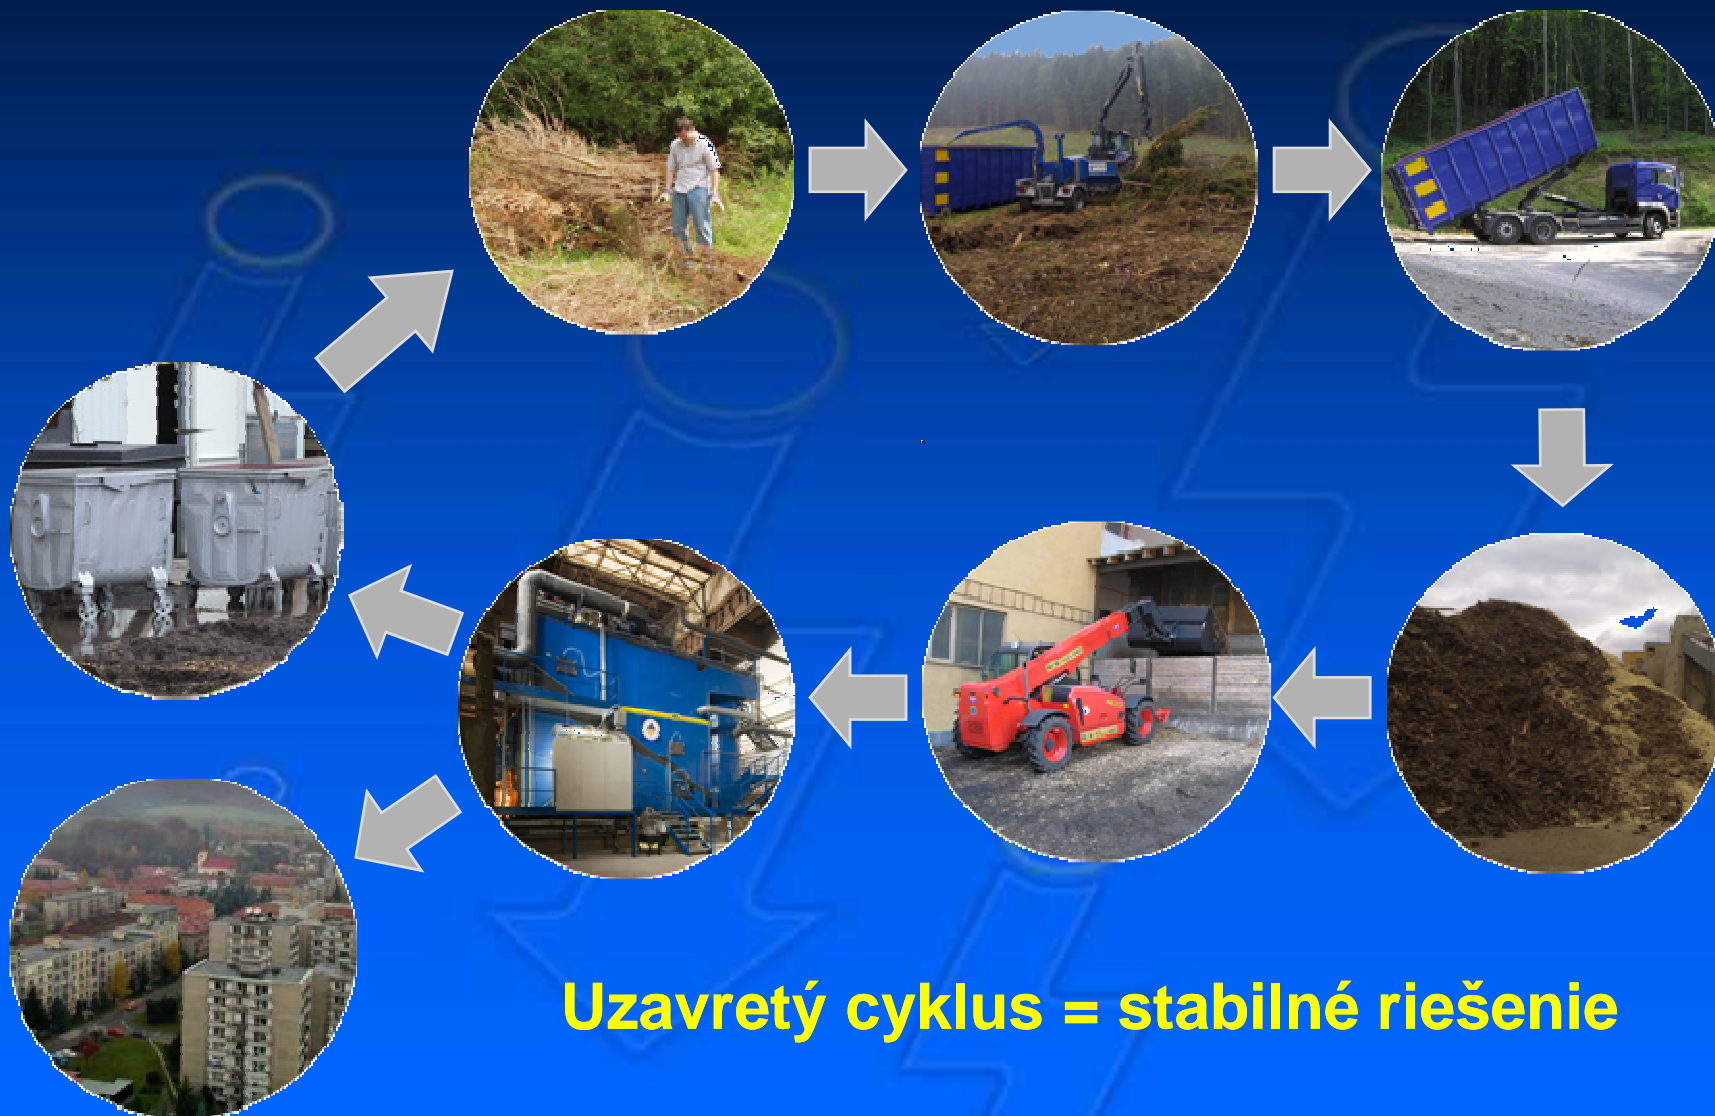 Uzavretý cyklus = stabilné riešenie